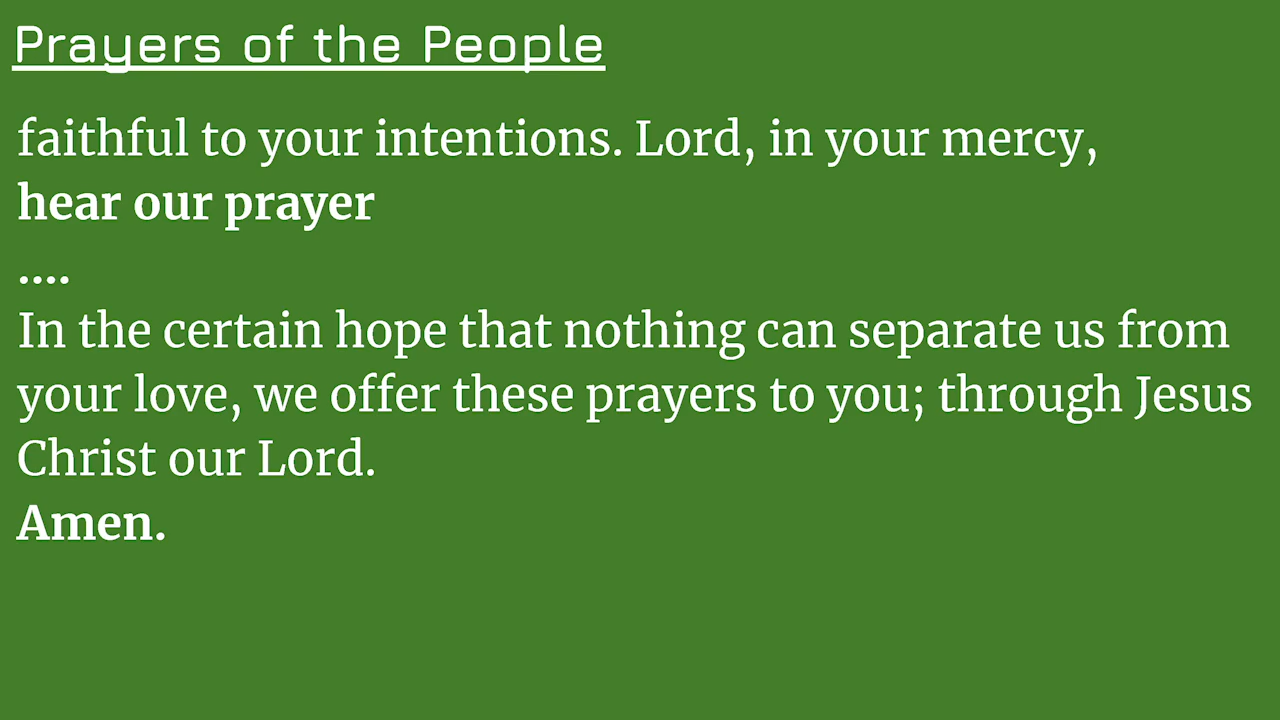 Prayers of the People
faithful to your intentions. Lord, in your mercy,
hear our prayer
....
In the certain hope that nothing can separate us from
your love, we offer these prayers to you; through Jesus
Christ our Lord.
Amen.